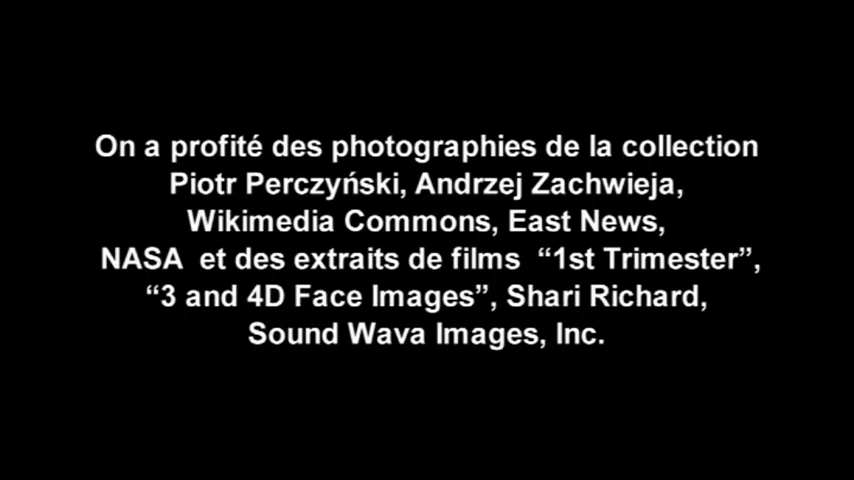 On a profité des photographies de la collection
Piotr Perczyński, Andrzej Zachwieja,
Wikimedia Commons, East News,
NASA et des extraits de films “1st Trimester”,
“3 and 4D Face Images”, Shari Richard,
Sound Wava Images, Inc.